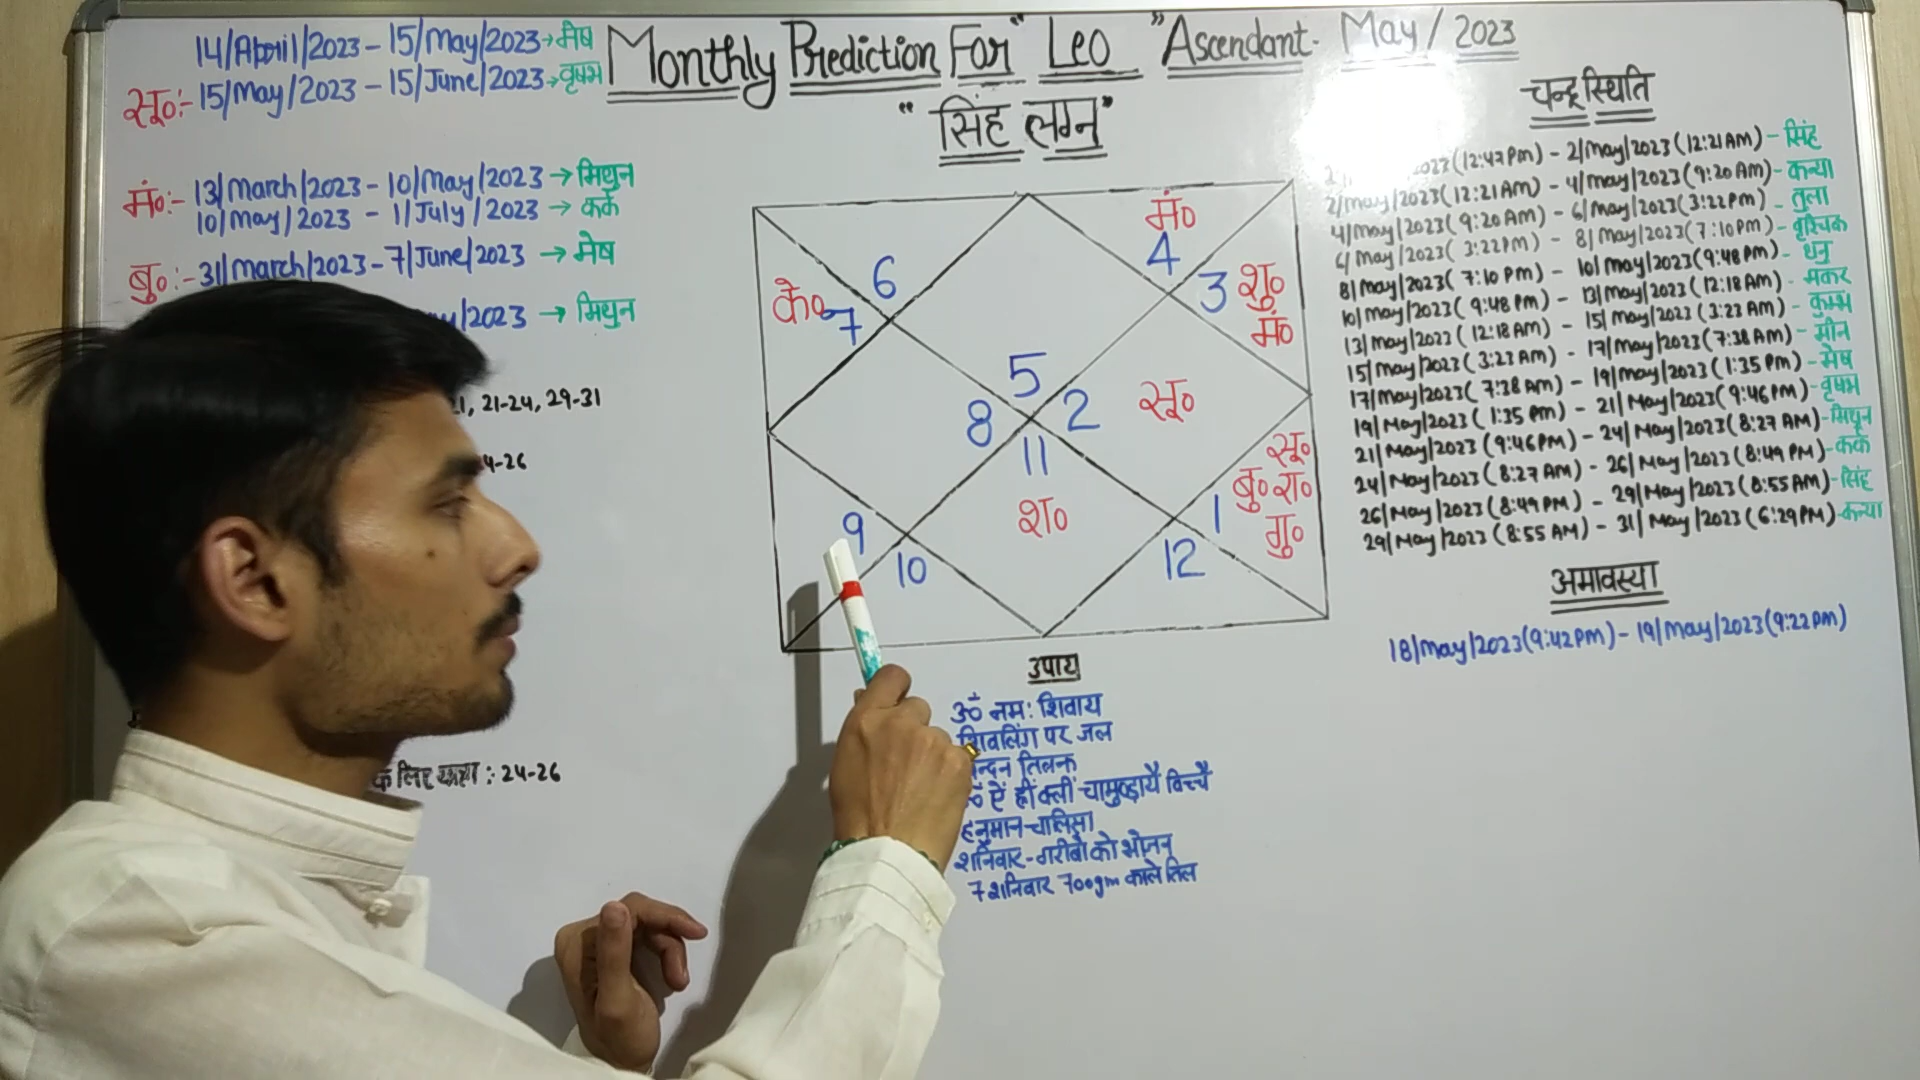 14/April/2023 - 15/May/2023 → मेष
सू०:- 15/May/2023 - 15/June/2023 → वृषभ
मं०:- 13/March/2023 - 10/May/2023 → मिथुन
10/May/2023 - 1/July/2023 → कर्क
बु०:- 31/March/2023 - 7/June/2023 → मेष
/2023 → मिथुन
21, 21-24, 29-31
24-26
के लिए : 24-26
Monthly Prediction For "Leo" Ascendant- May/2023
"सिंह लग्न"
मं०
4
6
3 शु०
मं०
के० 7
5
8
2
सू०
11
श०
सू०
बु० रा०
गु०
1
9
10
12
उपाय
ॐ नमः शिवाय
शिवलिंग पर जल
तिलक
ऐं ह्रीं क्लीं चामुण्डायै विच्चै
हनुमान-चालिसा
शनिवार - गरीबो को भोजन
7 शनिवार 700gm काले तिल
चन्द्र स्थिति
2023 (12:47 PM) - 2/May/2023 (12:21 AM) - सिंह
2/May/2023 (12:21 AM) - 4/May/2023 (9:20 AM) - कन्या
4/May/2023 (9:20 AM) - 6/May/2023 (3:22 PM) - तुला
6/May/2023 (3:22 PM) - 8/May/2023 (7:10 PM) - वृश्चिक
8/May/2023 (7:10 PM) - 10/May/2023 (9:48 PM) - धनु
10/May/2023 (9:48 PM) - 13/May/2023 (12:18 AM) - मकर
13/May/2023 (12:18 AM) - 15/May/2023 (3:23 AM) - कुम्भ
15/May/2023 (3:23 AM) - 17/May/2023 (7:38 AM) - मीन
17/May/2023 (7:38 AM) - 19/May/2023 (1:35 PM) - मेष
19/May/2023 (1:35 PM) - 21/May/2023 (9:46 PM) - वृषभ
21/May/2023 (9:46 PM) - 24/May/2023 (8:27 AM) - मिथुन
24/May/2023 (8:27 AM) - 26/May/2023 (8:49 PM) - कर्क
26/May/2023 (8:49 PM) - 29/May/2023 (8:55 AM) - सिंह
29/May/2023 (8:55 AM) - 31/May/2023 (6:29 PM) - कन्या
अमावस्या
18/May/2023 (9:42 PM) - 19/May/2023 (9:22 PM)